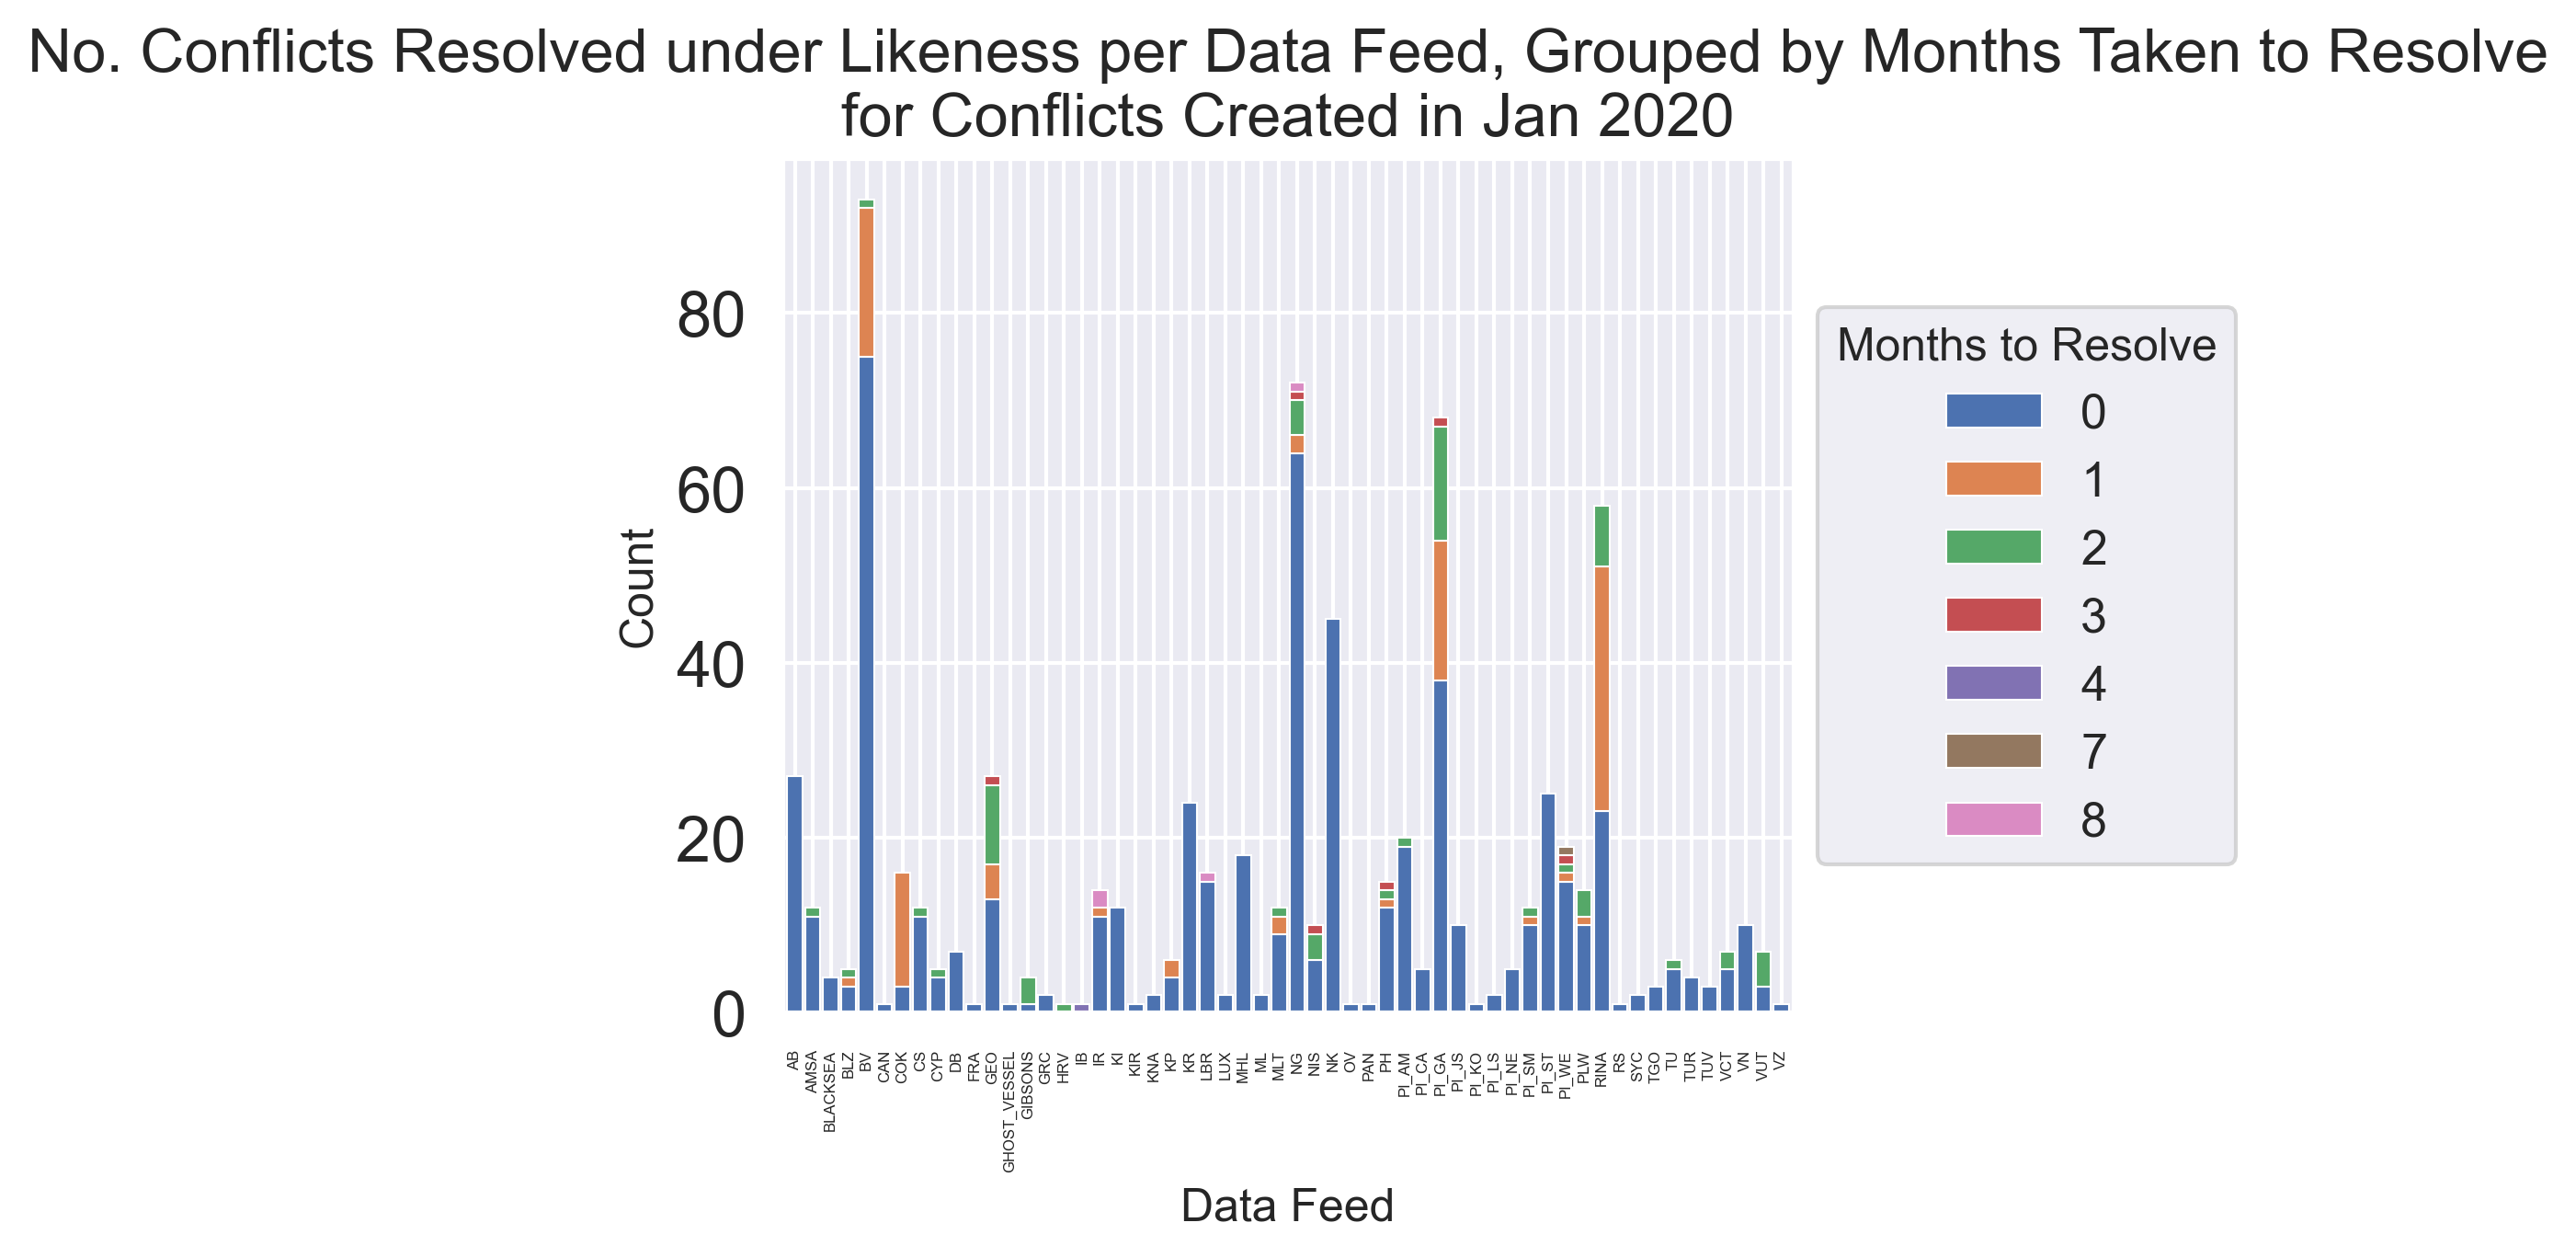 No. Conflicts Resolved under Likeness per Data Feed, Grouped by Months Taken to Resolve
for Conflicts Created in Jan 2020
80
60
40
20
0
Count
Months to Resolve
0
1
2
3
4
7
8
AB
AMSA
BLACKSEA
BLZ
BV
CAN
COK
CS
CYP
DB
FRA
GEO
GHOST_VESSEL
GIBSONS
GRC
HRV
IB
IR
KI
KIR
KNA
KP
KR
LBR
LUX
MHL
ML
MLT
NG
NIS
NK
OV
PAN
PH
PI_AM
PI_CA
PI_GA
PI_JS
PI_KO
PI_LS
PI_NE
PI_SM
PI_ST
PI_WE
PLW
RINA
RS
SYC
TGO
TU
TUR
TUV
VCT
VN
VUT
VZ
Data Feed